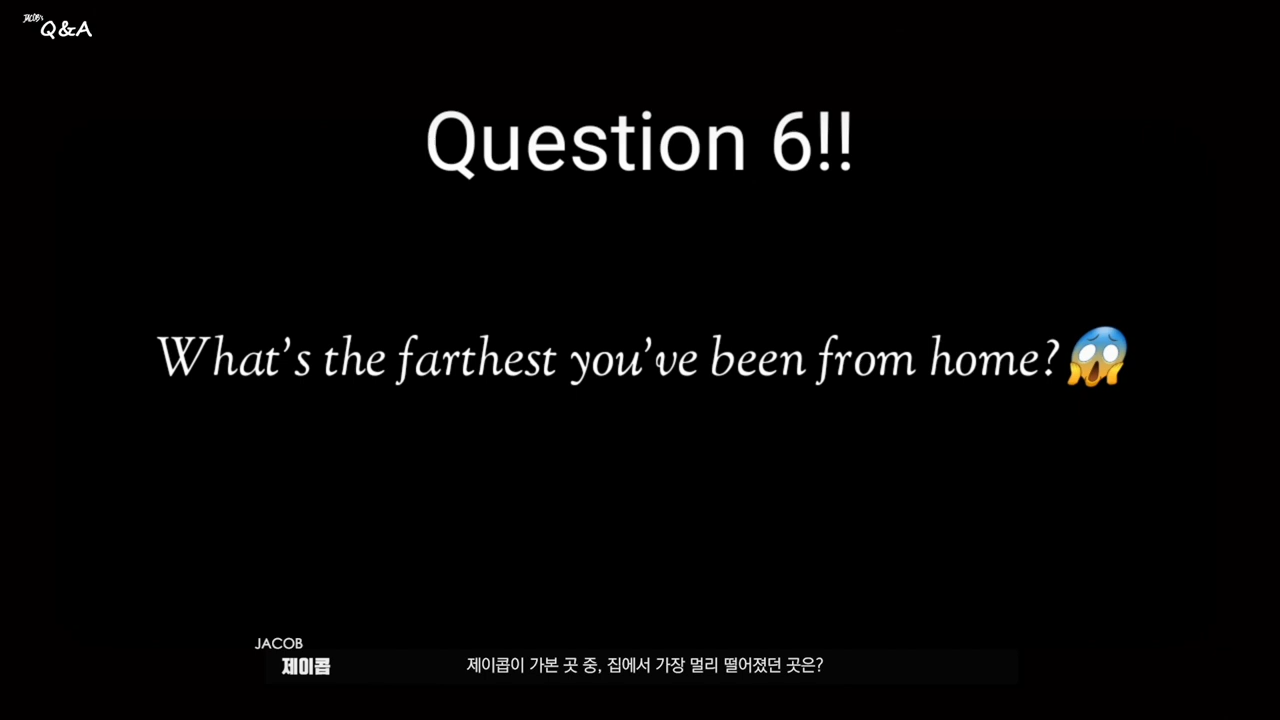 JACOB's
Q&A
Question 6!!
What's the farthest you've been from home?😱
JACOB
제이콥 제이콥이 가본 곳 중, 집에서 가장 멀리 떨어졌던 곳은?